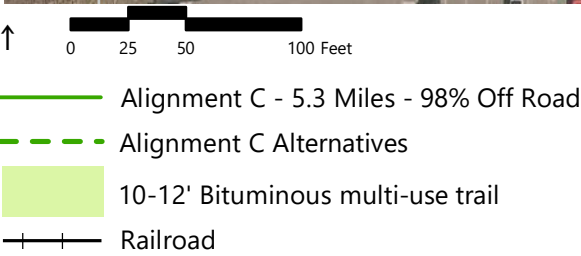 0 25 50 100 Feet
Alignment C - 5.3 Miles - 98% Off Road
Alignment C Alternatives
10-12' Bituminous multi-use trail
Railroad